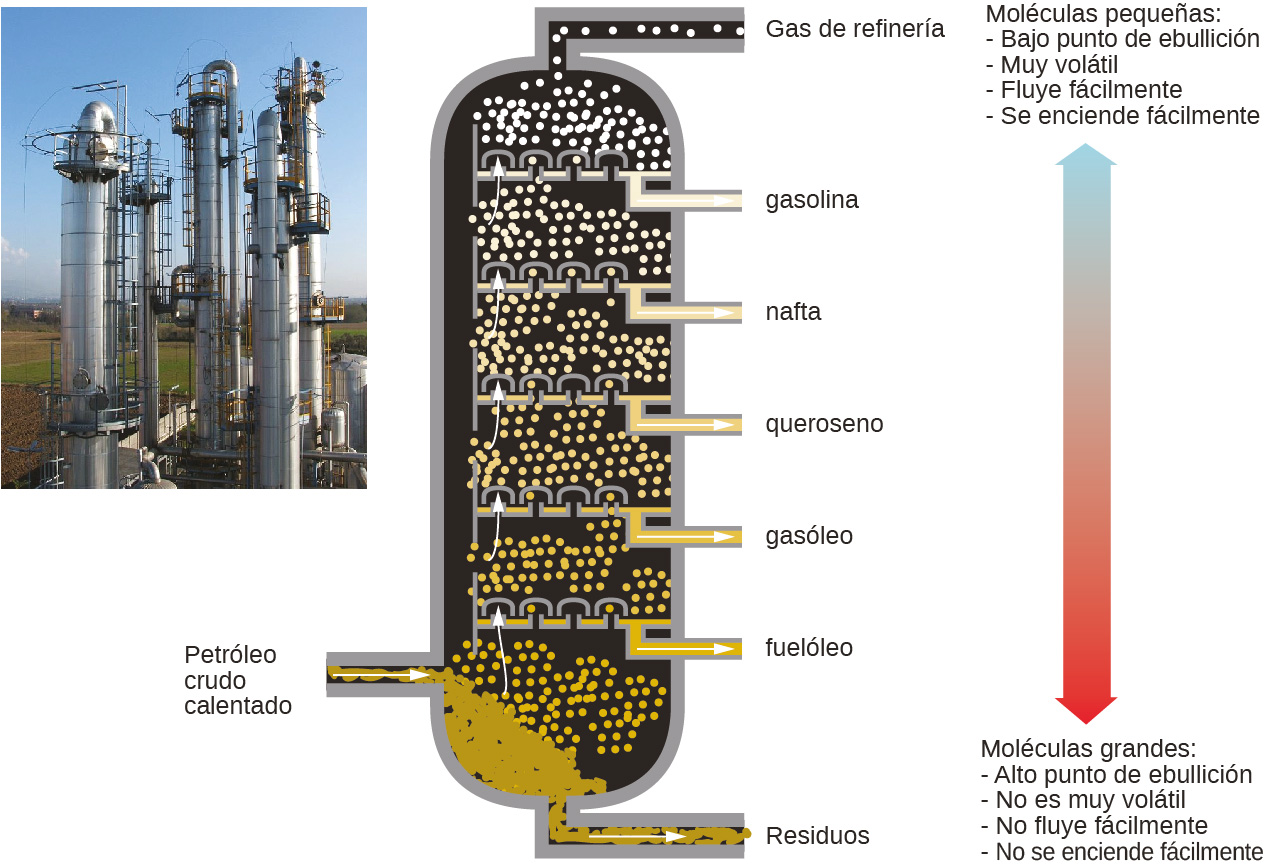 Gas de refinería
Moléculas pequeñas:
- Bajo punto de ebullición
- Muy volátil
- Fluye fácilmente
- Se enciende fácilmente
gasolina
nafta
queroseno
gasóleo
fuelóleo
Petróleo
crudo
calentado
Residuos
Moléculas grandes:
- Alto punto de ebullición
- No es muy volátil
- No fluye fácilmente
- No se enciende fácilmente